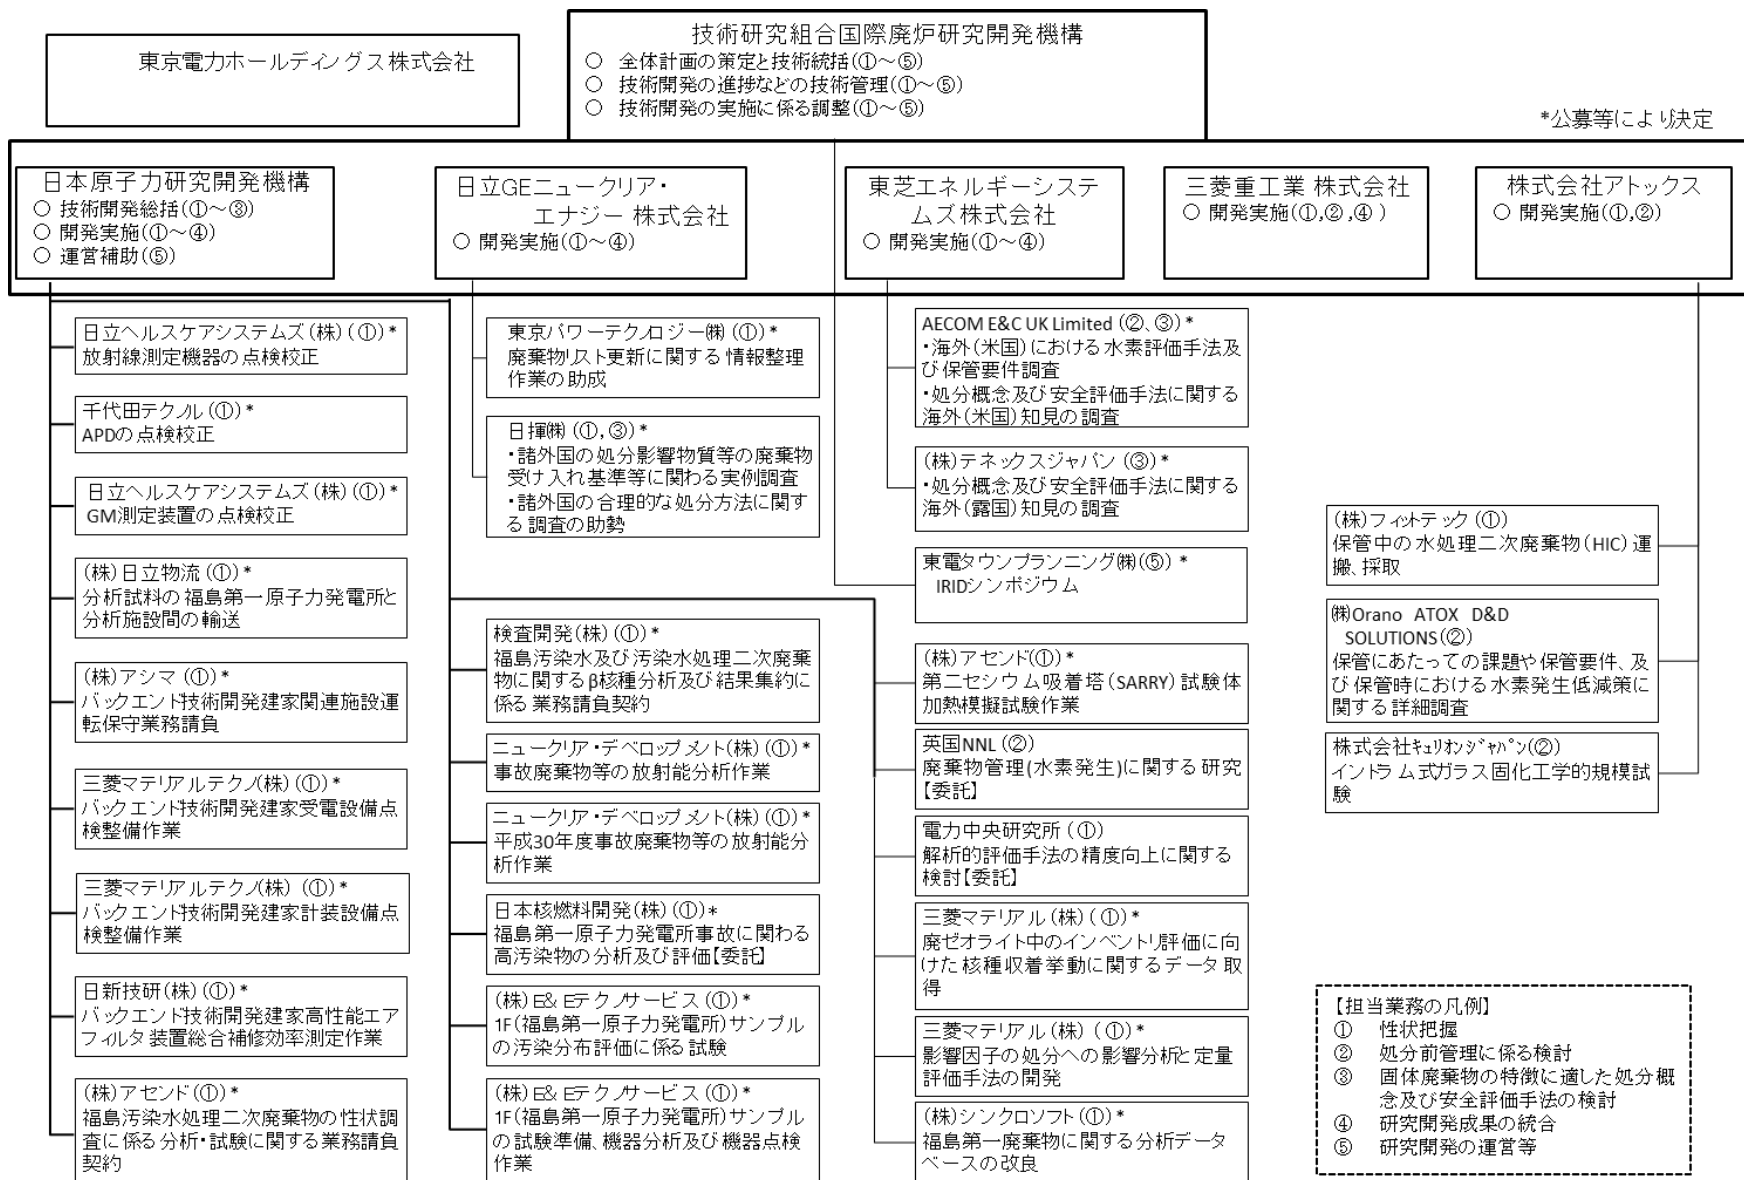 東京電力ホールディングス株式会社
技術研究組合国際廃炉研究開発機構
○ 全体計画の策定と技術統括(①～⑤)
○ 技術開発の進捗などの技術管理(①～⑤)
○ 技術開発の実施に係る調整(①～⑤)
*公募等により決定
日本原子力研究開発機構
○ 技術開発総括(①～③)
○ 開発実施(①～④)
○ 運営補助(⑤)
日立GEニュークリア・
エナジー 株式会社
○ 開発実施(①～④)
東芝エネルギーシステ
ムズ株式会社
○ 開発実施(①～④)
三菱重工業 株式会社
○ 開発実施(①,②,④)
株式会社アトックス
○ 開発実施(①,②)
日立ヘルスケアシステムズ(株)(①)*
放射線測定機器の点検校正
千代田テクノル(①)*
APDの点検校正
日立ヘルスケアシステムズ(株)(①)*
GM測定装置の点検校正
(株)日立物流(①)*
分析試料の福島第一原子力発電所と
分析施設間の輸送
(株)アシマ(①)*
バックエンド技術開発建家関連施設運
転保守業務請負
三菱マテリアルテクノ(株)(①)*
バックエンド技術開発建家受電設備点
検整備作業
三菱マテリアルテクノ(株)(①)*
バックエンド技術開発建家計装設備点
検整備作業
日新技研(株)(①)*
バックエンド技術開発建家高性能エア
フィルタ装置総合補修効率測定作業
(株)アセンド(①)*
福島汚染水処理二次廃棄物の性状調
査に係る分析・試験に関する業務請負
契約
東京パワーテクノロジー㈱(①)*
廃棄物リスト更新に関する情報整理
作業の助成
日揮㈱(①,③)*
・諸外国の処分影響物質等の廃棄物
受け入れ基準等に関わる実例調査
・諸外国の合理的な処分方法に関す
る調査の助勢
検査開発(株)(①)*
福島汚染水及び汚染水処理二次廃棄
物に関するβ核種分析及び結果集約に
係る業務請負契約
ニュークリア・デベロップメント(株)(①)*
事故廃棄物等の放射能分析作業
ニュークリア・デベロップメント(株)(①)*
平成30年度事故廃棄物等の放射能分
析作業
日本核燃料開発(株)(①)*
福島第一原子力発電所事故に関わる
高汚染物の分析及び評価【委託】
(株)E&Eテクノサービス(①)*
1F(福島第一原子力発電所)サンプル
の汚染分布評価に係る試験
(株)E&Eテクノサービス(①)*
1F(福島第一原子力発電所)サンプル
の試験準備、機器分析及び機器点検
作業
AECOM E&C UK Limited (②、③)*
・海外(米国)における水素評価手法及
び保管要件調査
・処分概念及び安全評価手法に関する
海外(米国)知見の調査
(株)テネックスジャパン(③)*
・処分概念及び安全評価手法に関する
海外(露国)知見の調査
東電タウンプランニング㈱(⑤)*
IRIDシンポジウム
(株)アセンド(①)*
第二セシウム吸着塔(SARRY)試験体
加熱模擬試験作業
英国NNL(②)
廃棄物管理(水素発生)に関する研究
【委託】
電力中央研究所(①)
解析的評価手法の精度向上に関する
検討【委託】
三菱マテリアル(株)(①)*
廃ゼオライト中のインベントリ評価に向
けた核種収着挙動に関するデータ取
得
三菱マテリアル(株)(①)*
影響因子の処分への影響分析と定量
評価手法の開発
(株)シンクロソフト(①)*
福島第一廃棄物に関する分析データ
ベースの改良
(株)フィットテック(①)
保管中の水処理二次廃棄物(HIC)運
搬、採取
㈱Orano ATOX D&D
SOLUTIONS(②)
保管にあたっての課題や保管要件、及
び保管時における水素発生低減策に
関する詳細調査
株式会社ｷｭﾘｵﾝｼﾞｬﾊﾟﾝ(②)
インドラム式ガラス固化工学的規模試
験
【担当業務の凡例】
① 性状把握
② 処分前管理に係る検討
③ 固体廃棄物の特徴に適した処分概
念及び安全評価手法の検討
④ 研究開発成果の統合
⑤ 研究開発の運営等